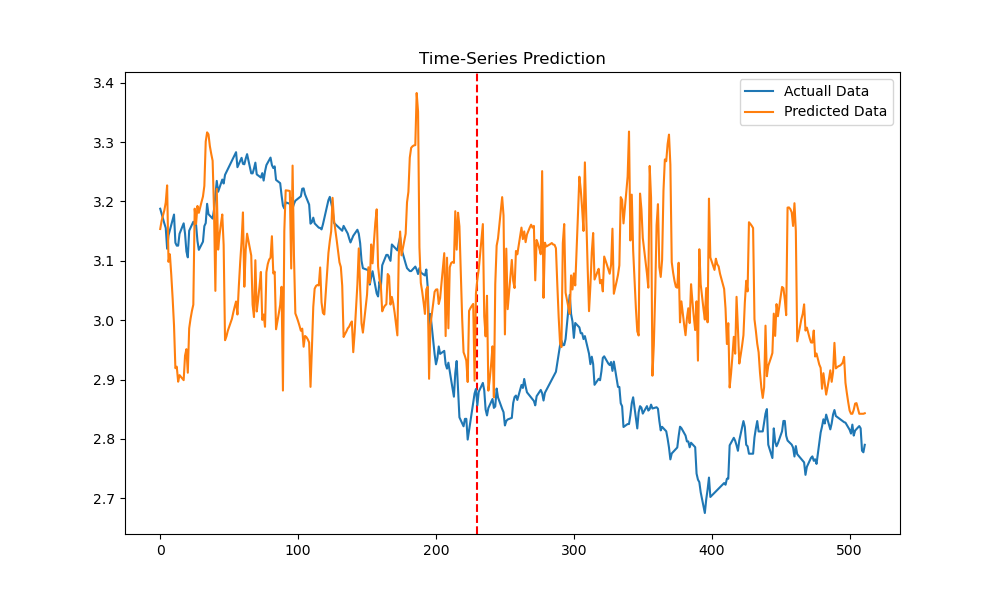 Time-Series Prediction
Actuall Data
Predicted Data
3.4
3.3
3.2
3.1
3.0
2.9
2.8
2.7
0 100 200 300 400 500